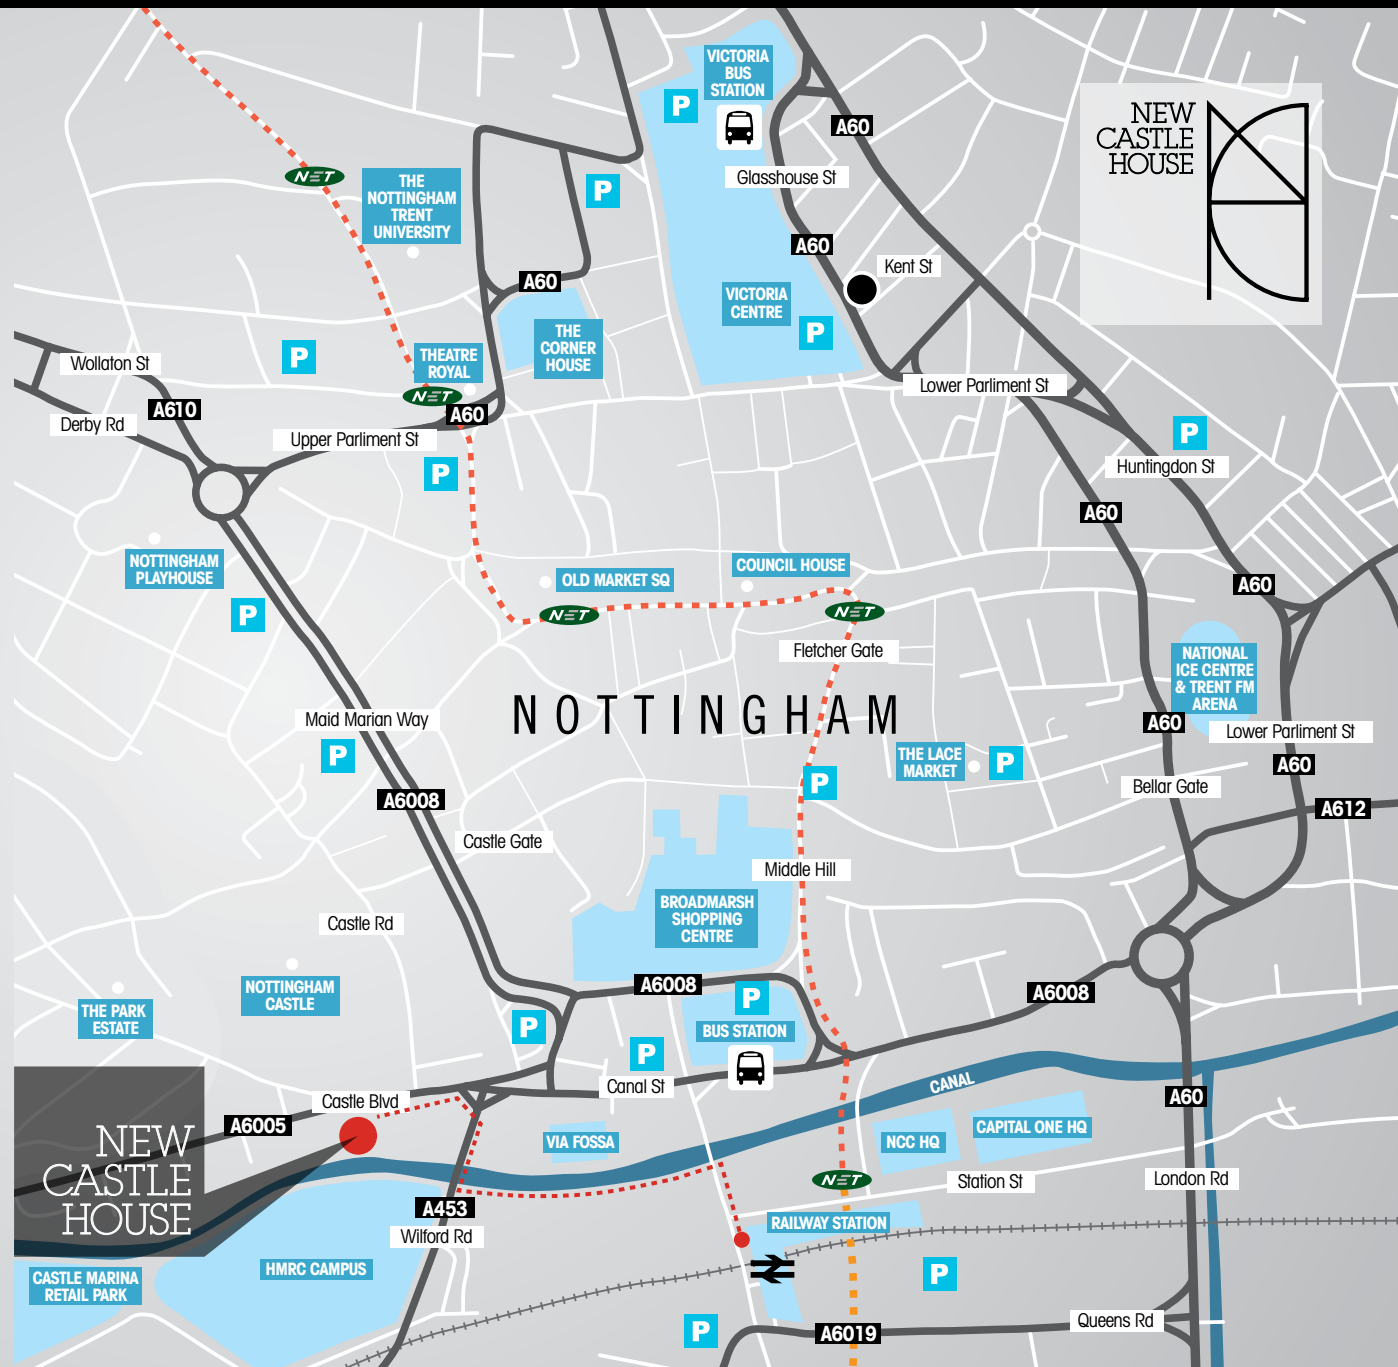 VICTORIA
BUS
STATION
P
NEW
CASTLE
HOUSE
A60
NET
THE
NOTTINGHAM
TRENT
UNIVERSITY
P
Glasshouse St
A60
Kent St
A60
VICTORIA
CENTRE
P
THE
CORNER
HOUSE
P
THEATRE
ROYAL
Wollaston St
NET
Lower Parliment St
A610
A60
Derby Rd
Upper Parliment St
P
P
Huntingdon St
A60
NOTTINGHAM
PLAYHOUSE
OLD MARKET SQ
COUNCIL HOUSE
A60
P
NET
NET
Fletcher Gate
NATIONAL
ICE CENTRE
& TRENT FM
ARENA
NOTTINGHAM
Maid Marian Way
A60
Lower Parliment St
P
THE LACE
MARKET
P
A60
P
Bellar Gate
A6008
A612
Castle Gate
Middle Hill
BROADMARSH
SHOPPING
CENTRE
Castle Rd
NOTTINGHAM
CASTLE
A6008
P
A6008
THE PARK
ESTATE
P
BUS STATION
P
Canal St
CANAL
Castle Blvd
A60
A6005
NEW
CASTLE
HOUSE
VIA FOSSA
NCC HQ
CAPITAL ONE HQ
NET
Station St
London Rd
A453
Wilford Rd
RAILWAY STATION
HMRC CAMPUS
CASTLE MARINA
RETAIL PARK
P
P
A6019
Queens Rd